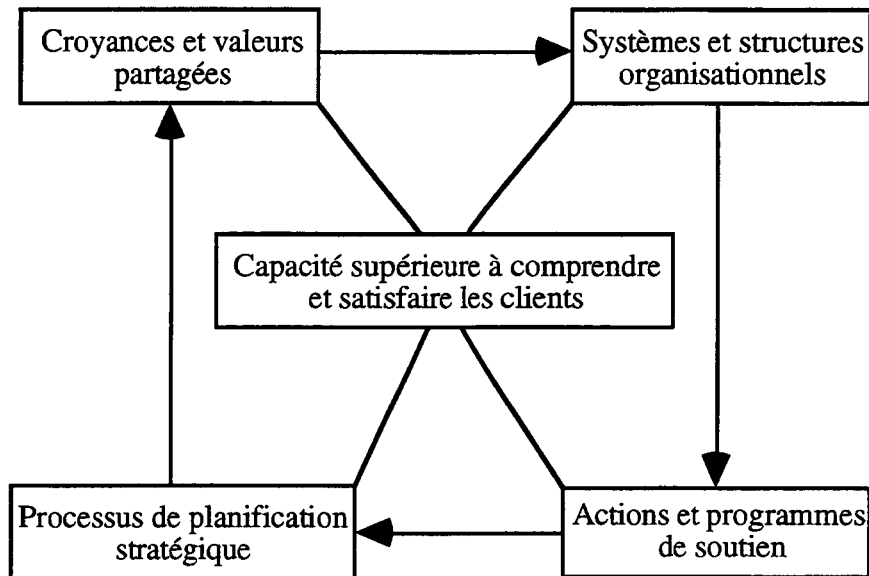 Croyances et valeurs
partagées
Systèmes et structures
organisationnels
Capacité supérieure à comprendre
et satisfaire les clients
Processus de planification
stratégique
Actions et programmes
de soutien